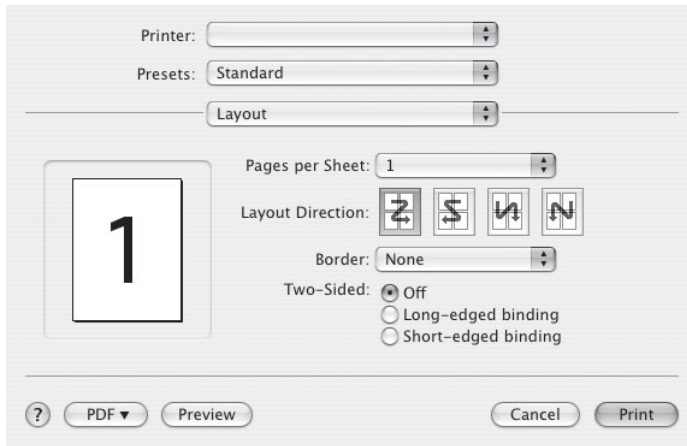 Printer:
Presets: Standard
Layout
Pages per Sheet: 1
Layout Direction:
1
Border: None
Two-Sided: Off
Long-edged binding
Short-edged binding
? PDF ▼ Preview Cancel Print